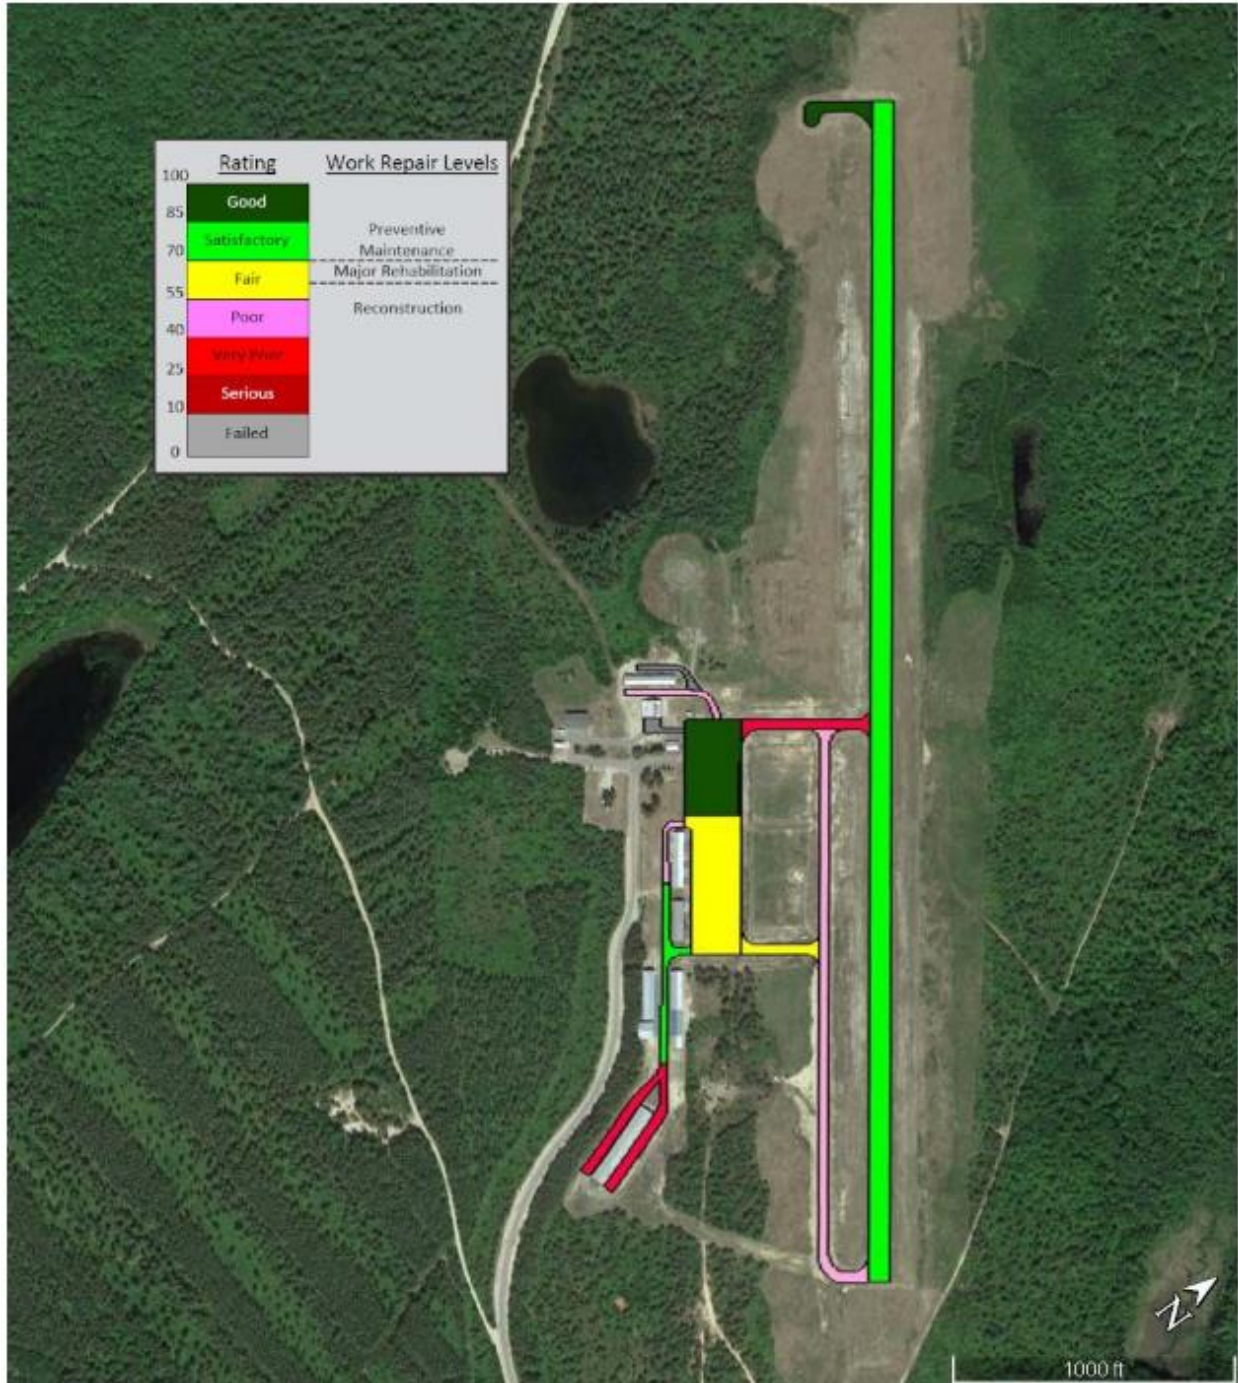 Rating Work Repair Levels
100
Good
85
Satisfactory
Preventive
Maintenance
70
Major Rehabilitation
Fair
55
Reconstruction
Poor
40
Very Poor
25
Serious
10
Failed
0
N
1000 ft